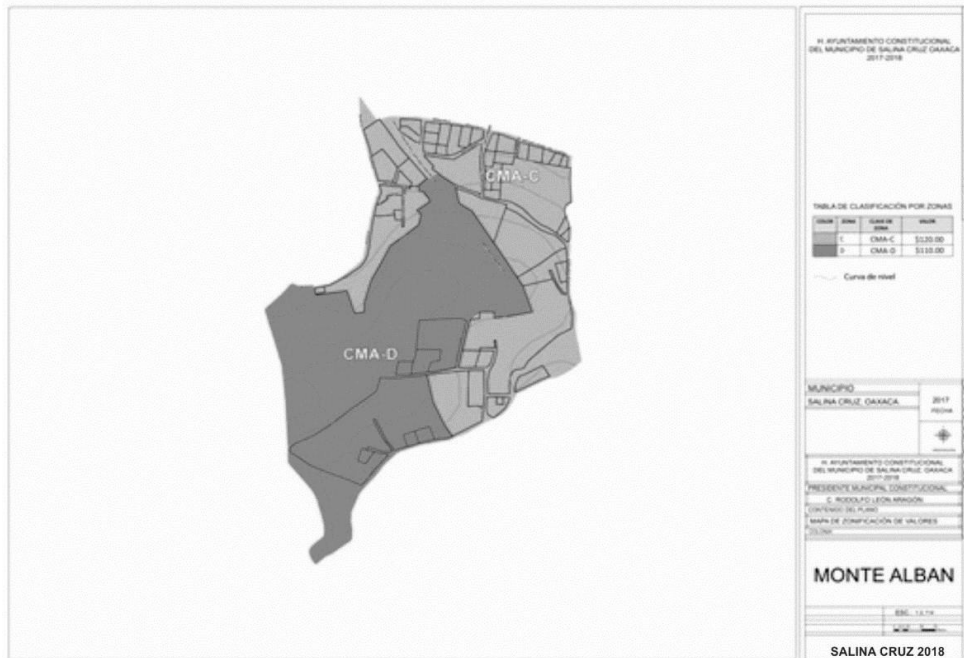 CMA-C
CMA-D
H. AYUNTAMIENTO CONSTITUCIONAL
DEL MUNICIPIO DE SALINA CRUZ OAXACA
2017-2018
TABLA DE CLASIFICACIÓN POR ZONAS
COLOR ZONA CLAVE DE ZONA VALOR
C CMA-C $120.00
D CMA-D $110.00
Curva de nivel
MUNICIPIO
SALINA CRUZ, OAXACA.
2017
FECHA
H. AYUNTAMIENTO CONSTITUCIONAL
DEL MUNICIPIO DE SALINA CRUZ, OAXACA
2017-2018
PRESIDENTE MUNICIPAL CONSTITUCIONAL
C. RODOLFO LEÓN ARAGÓN
CONTENIDO DEL PLANO
MAPA DE ZONIFICACIÓN DE VALORES
COLONIA
MONTE ALBAN
ESC.
SALINA CRUZ 2018